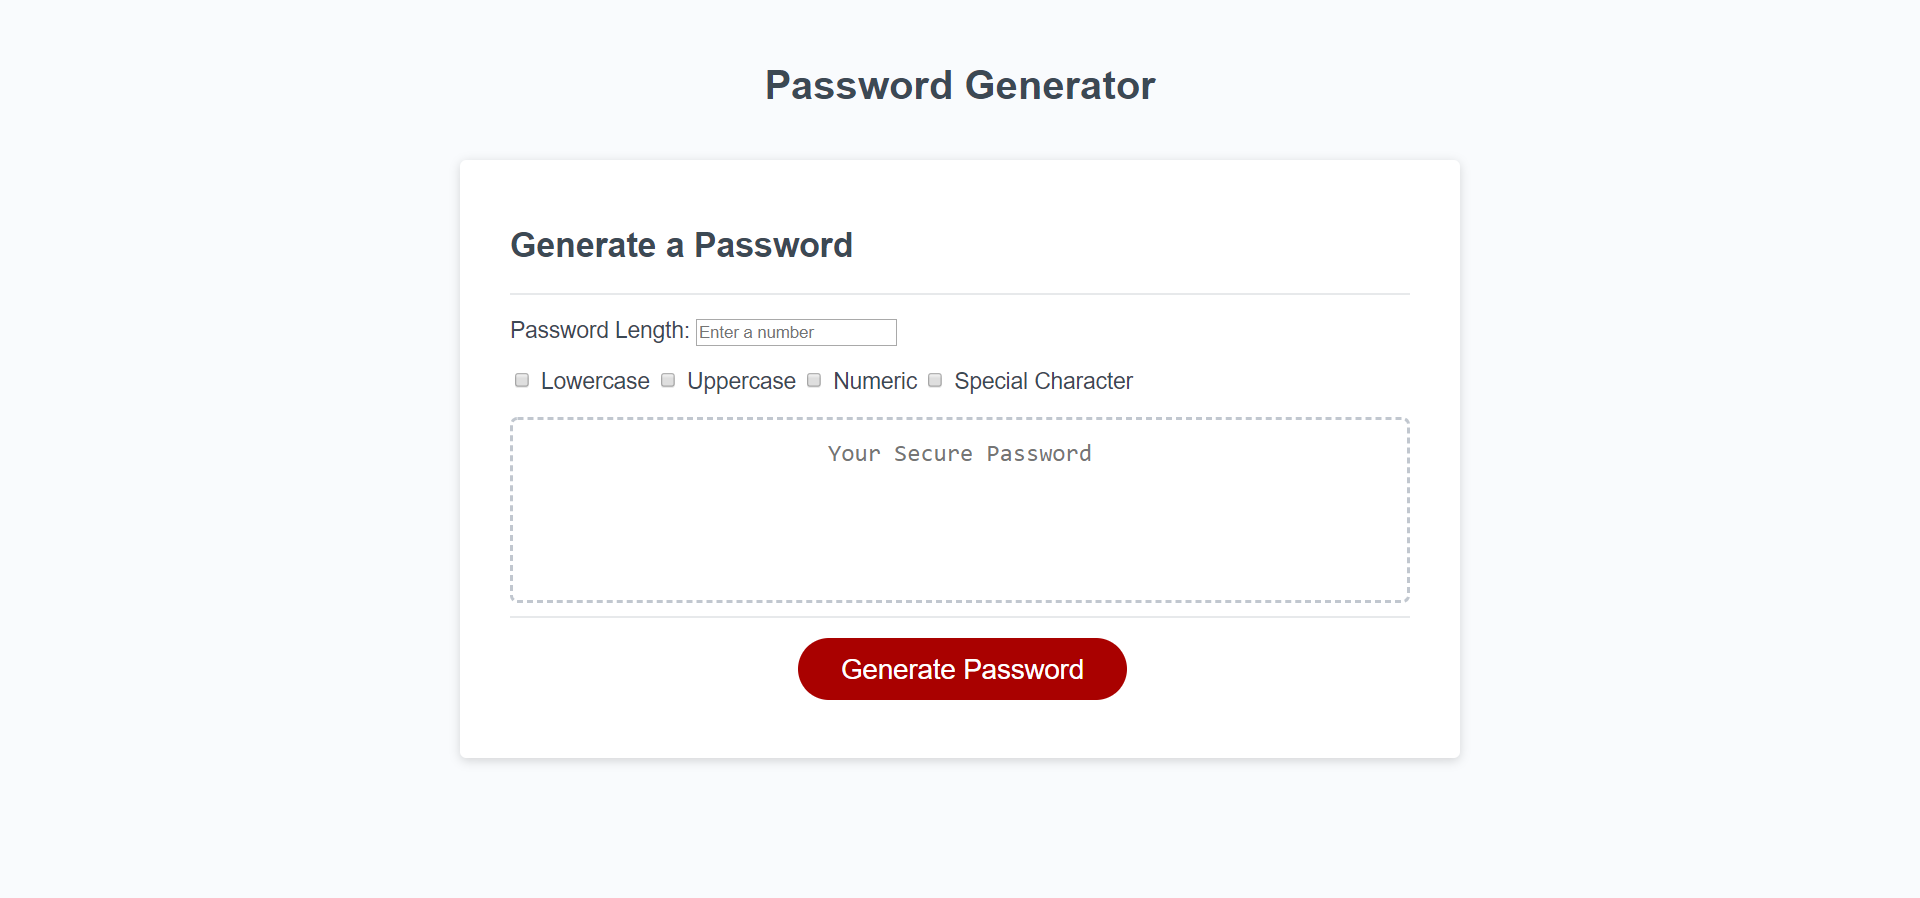 Password Generator
Generate a Password
Password Length: Enter a number
Lowercase Uppercase Numeric Special Character
Your Secure Password
Generate Password